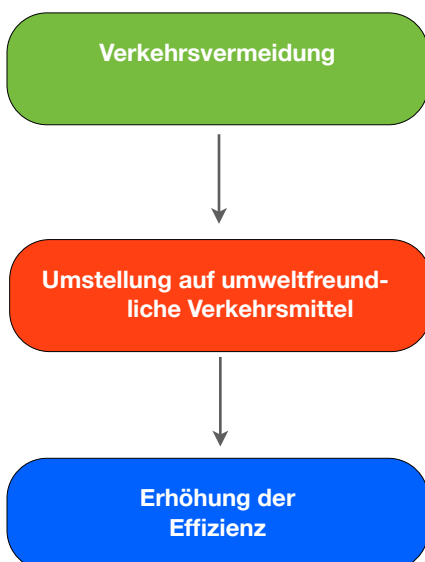 Verkehrsvermeidung
Umstellung auf umweltfreund-
liche Verkehrsmittel
Erhöhung der
Effizienz